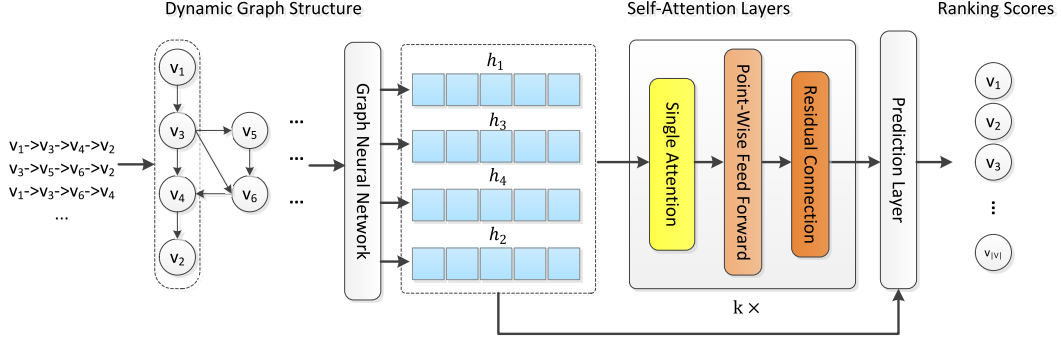 Dynamic Graph Structure
Self-Attention Layers
Ranking Scores
v₁->v₃->v₄->v₂
v₃->v₅->v₆->v₂
v₁->v₃->v₆->v₄
...
v₁
v₃
v₄
v₂
v₅
v₆
...
...
...
Graph Neural Network
h₁
h₃
h₄
h₂
Single Attention
Point-Wise Feed Forward
Residual Connection
k ×
Prediction Layer
v₁
v₂
v₃
...
v|v|